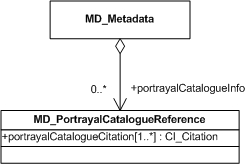 MD_Metadata
0..*
+portrayalCatalogueInfo
MD_PortrayalCatalogueReference
+portrayalCatalogueCitation[1..*] : CI_Citation